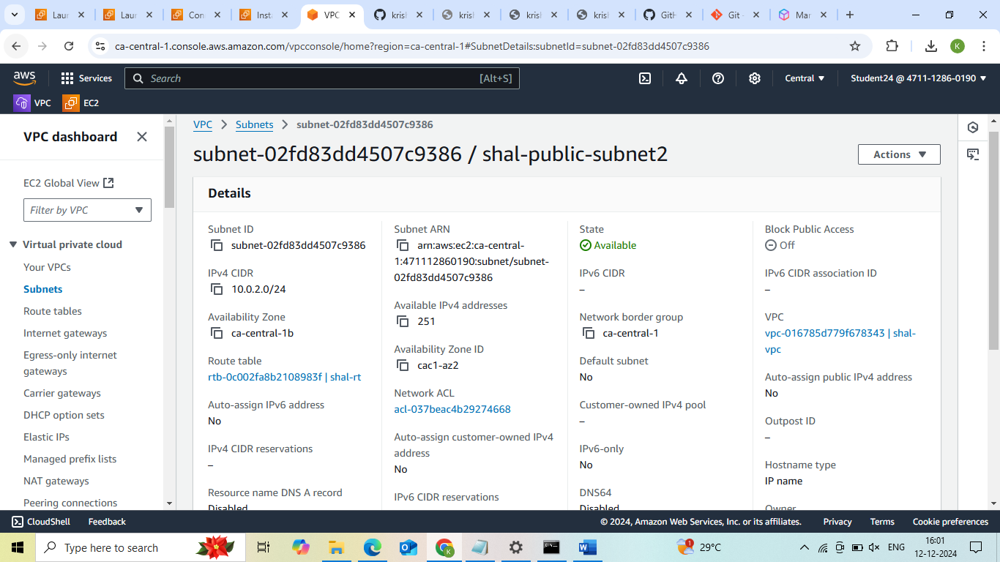 Laun
Laun
Con
Insta
VPC
krish
krish
krish
krish
GitH
Git -
Mar
ca-central-1.console.aws.amazon.com/vpcconsole/home?region=ca-central-1#SubnetDetails:subnetId=subnet-02fd83dd4507c9386
K
aws
Services
Search
[Alt+S]
Central
Student24 @ 4711-1286-0190
VPC
EC2
VPC dashboard
EC2 Global View
Filter by VPC
Virtual private cloud
Your VPCs
Subnets
Route tables
Internet gateways
Egress-only internet
gateways
Carrier gateways
DHCP option sets
Elastic IPs
Managed prefix lists
NAT gateways
Peering connections
VPC
Subnets
subnet-02fd83dd4507c9386
subnet-02fd83dd4507c9386 / shal-public-subnet2
Actions
Details
Subnet ID
subnet-02fd83dd4507c9386
IPv4 CIDR
10.0.2.0/24
Availability Zone
ca-central-1b
Route table
rtb-0c002fa8b2108983f | shal-rt
Auto-assign IPv6 address
No
IPv4 CIDR reservations
–
Resource name DNS A record
Disabled
Subnet ARN
arn:aws:ec2:ca-central-
1:471112860190:subnet/subnet-
02fd83dd4507c9386
Available IPv4 addresses
251
Availability Zone ID
cac1-az2
Network ACL
acl-037beac4b29274668
Auto-assign customer-owned IPv4
address
No
IPv6 CIDR reservations
State
Available
IPv6 CIDR
–
Network border group
ca-central-1
Default subnet
No
Customer-owned IPv4 pool
–
IPv6-only
No
DNS64
Disabled
Block Public Access
Off
IPv6 CIDR association ID
–
VPC
vpc-016785d779f678343 | shal-
vpc
Auto-assign public IPv4 address
No
Outpost ID
–
Hostname type
IP name
Owner
CloudShell
Feedback
© 2024, Amazon Web Services, Inc. or its affiliates.
Privacy
Terms
Cookie preferences
Type here to search
29°C
ENG
16:01
12-12-2024